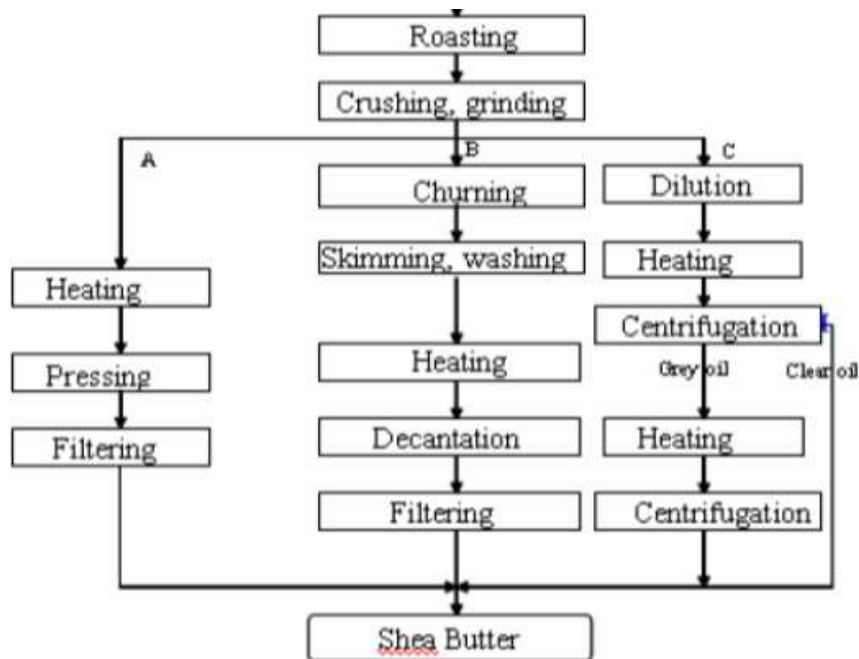 Roasting
Crushing, grinding
A
B
C
Churning
Dilution
Skimming, washing
Heating
Heating
Centrifugation
Grey oil
Clear oil
Pressing
Heating
Heating
Filtering
Decantation
Filtering
Centrifugation
Shea Butter